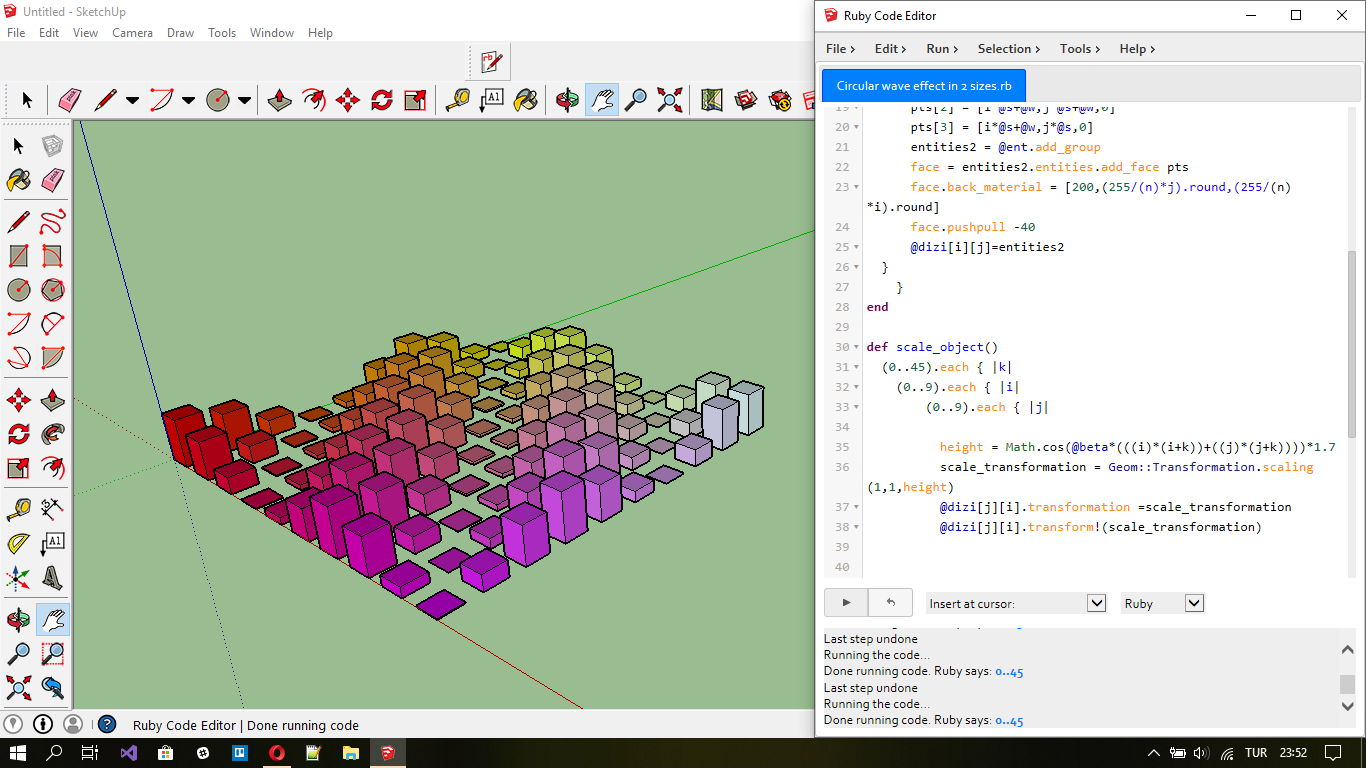 Untitled - SketchUp
File Edit View Camera Draw Tools Window Help
rb
A1
A1
Ruby Code Editor | Done running code
Ruby Code Editor
File > Edit > Run > Selection > Tools > Help >
Circular wave effect in 2 sizes.rb
19 pts[2] = [i*@s+@w,j*@s+@w,0]
20 pts[3] = [i*@s+@w,j*@s,0]
21 entities2 = @ent.add_group
22 face = entities2.entities.add_face pts
23 face.back_material = [200,(255/(n)*j).round,(255/(n)
*i).round]
24 face.pushpull -40
25 @dizi[i][j]=entities2
26 }
27 }
28 end
29
30 def scale_object()
31 (0..45).each { |k|
32 (0..9).each { |i|
33 (0..9).each { |j|
34
35 height = Math.cos(@beta*(((i)*(i+k))+((j)*(j+k))))*1.7
36 scale_transformation = Geom::Transformation.scaling
(1,1,height)
37 @dizi[j][i].transformation =scale_transformation
38 @dizi[j][i].transform!(scale_transformation)
39
40
Insert at cursor: Ruby
Last step undone
Running the code...
Done running code. Ruby says: 0..45
Last step undone
Running the code...
Done running code. Ruby says: 0..45
TUR 23:52